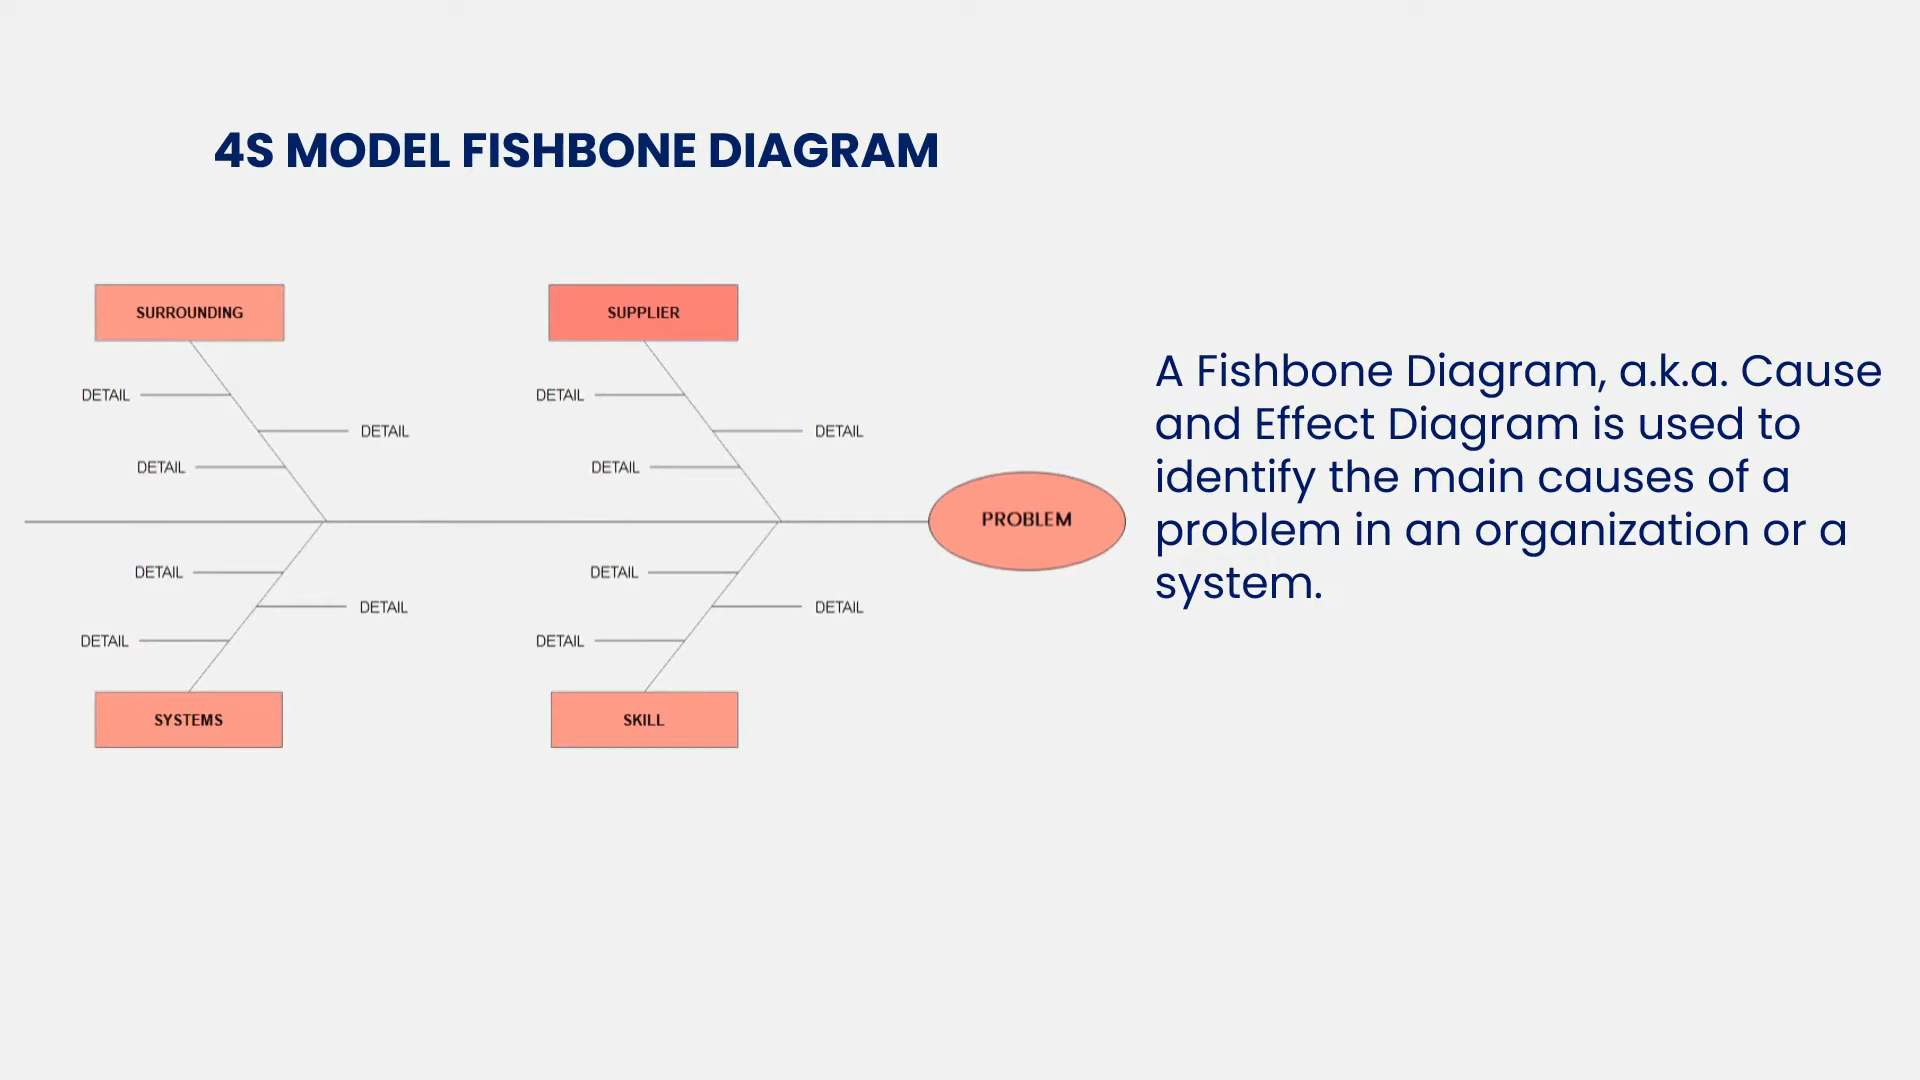 4S MODEL FISHBONE DIAGRAM
SURROUNDING
SUPPLIER
DETAIL
DETAIL
DETAIL
DETAIL
DETAIL
DETAIL
PROBLEM
DETAIL
DETAIL
DETAIL
DETAIL
DETAIL
DETAIL
SYSTEMS
SKILL
A Fishbone Diagram, a.k.a. Cause
and Effect Diagram is used to
identify the main causes of a
problem in an organization or a
system.